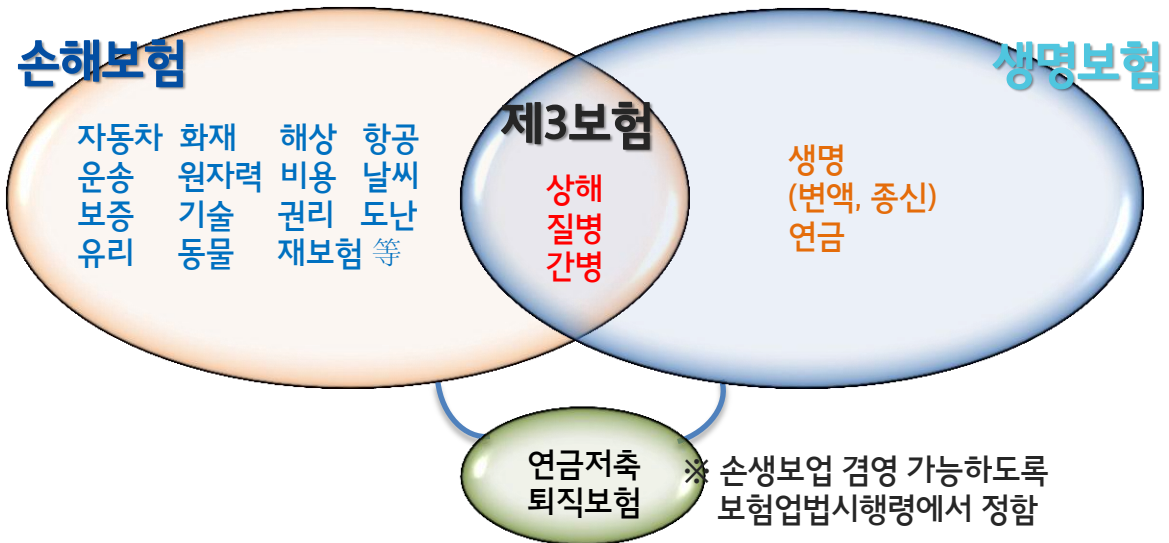 손해보험
생명보험
제3보험
자동차 화재 해상 항공
운송 원자력 비용 날씨
보증 기술 권리 도난
유리 동물 재보험 等
상해
질병
간병
생명
(변액, 종신)
연금
연금저축
퇴직보험
※ 손생보업 겸영 가능하도록
보험업법시행령에서 정함